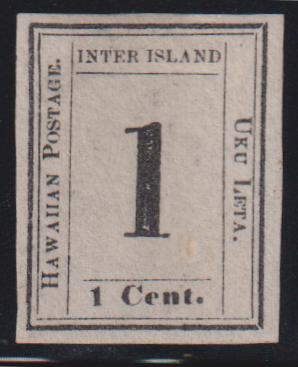 INTER ISLAND
HAWAIIAN POSTAGE.
1
UKU LETA.
1 Cent.